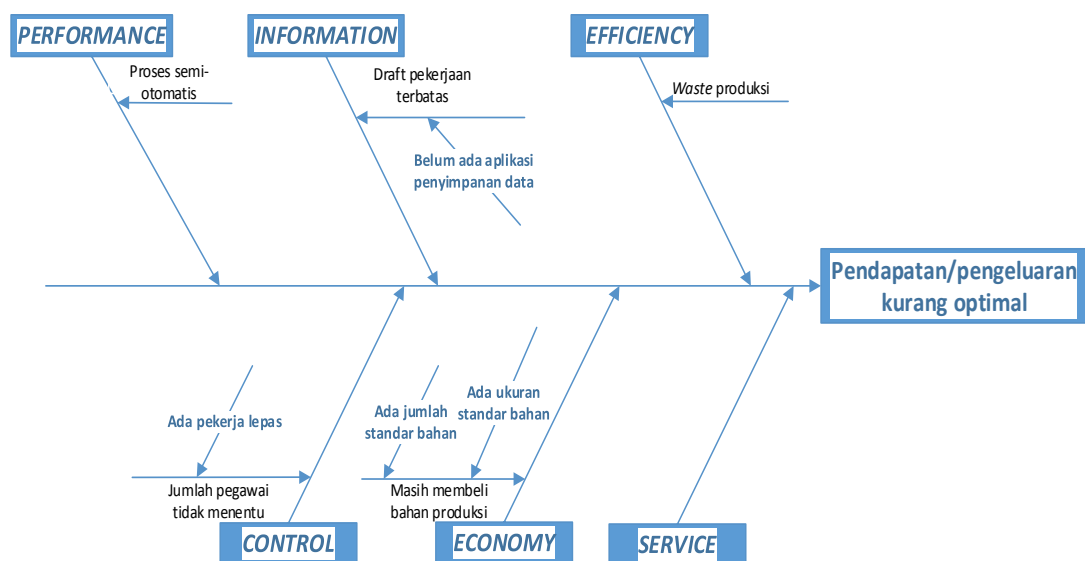 PERFORMANCE
INFORMATION
EFFICIENCY
Proses semi-
otomatis
Draft pekerjaan
terbatas
Waste produksi
Belum ada aplikasi
penyimpanan data
Pendapatan/pengeluaran
kurang optimal
Ada pekerja lepas
Ada jumlah
standar bahan
Ada ukuran
standar bahan
Jumlah pegawai
tidak menentu
Masih membeli
bahan produksi
CONTROL
ECONOMY
SERVICE